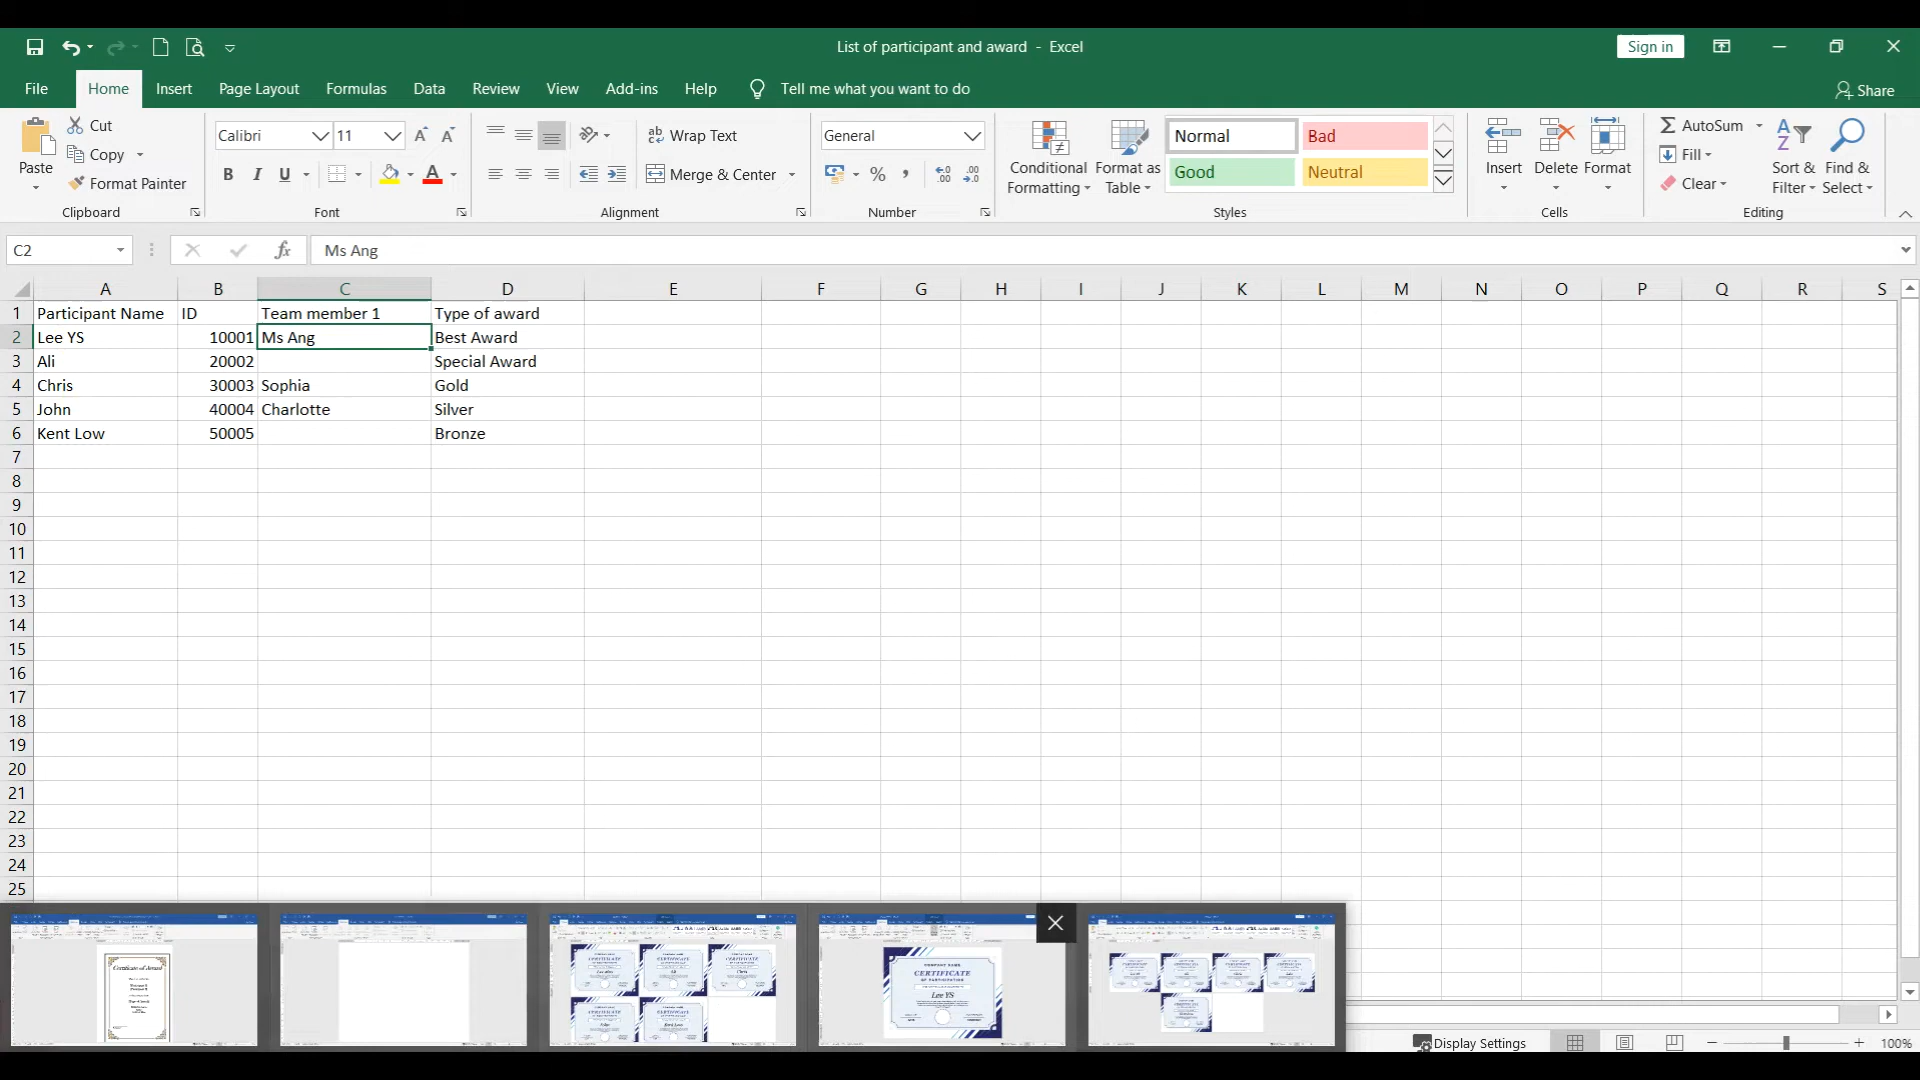 List of participant and award - Excel
Sign in
File Home Insert Page Layout Formulas Data Review View Add-ins Help Tell me what you want to do
Share
Paste
Cut
Copy
Format Painter
Clipboard
Calibri 11
B I U
Font
Wrap Text
Merge & Center
Alignment
General
Number
Conditional Formatting
Format as Table
Normal Bad
Good Neutral
Styles
Insert Delete Format
Cells
AutoSum
Fill
Clear
Sort & Filter
Find & Select
Editing
C2 fx Ms Ang
A B C D E F G H I J K L M N O P Q R S
1 Participant Name ID Team member 1 Type of award
2 Lee YS 10001 Ms Ang Best Award
3 Ali 20002 Special Award
4 Chris 30003 Sophia Gold
5 John 40004 Charlotte Silver
6 Kent Low 50005 Bronze
7
8
9
10
11
12
13
14
15
16
17
18
19
20
21
22
23
24
25
Certificate of Award
CERTIFICATE
Lee YS
Display Settings
100%